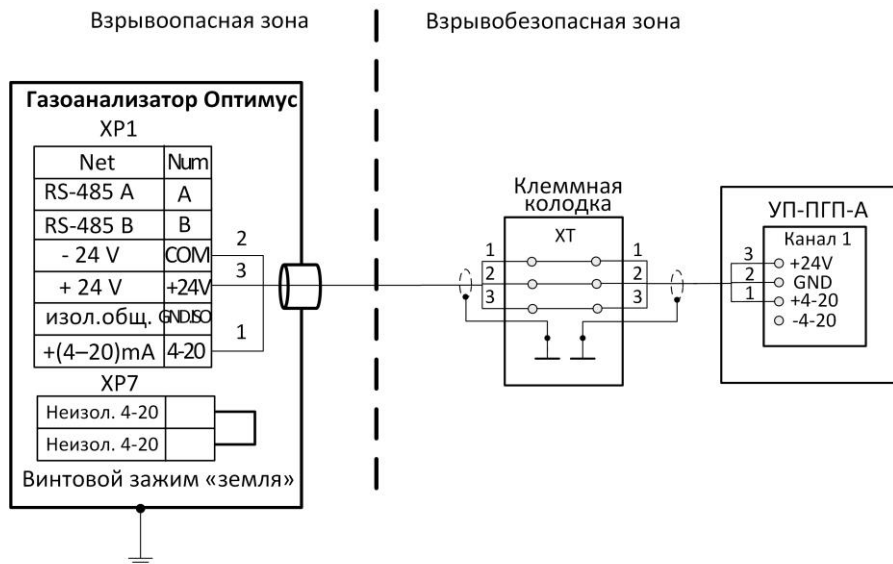 Взрывоопасная зона
Взрывобезопасная зона
Газоанализатор Оптимус
XP1
Net Num
RS-485 A A
RS-485 B B
- 24 V COM 2
+ 24 V +24V 3
изол.общ. GND.ISO
+(4–20)mA 4-20 1
XP7
Неизол. 4-20
Неизол. 4-20
Винтовой зажим «земля»
Клеммная
колодка
XT
1 1
2 2
3 3
УП-ПГП-А
Канал 1
3 +24V
2 GND
1 +4-20
-4-20